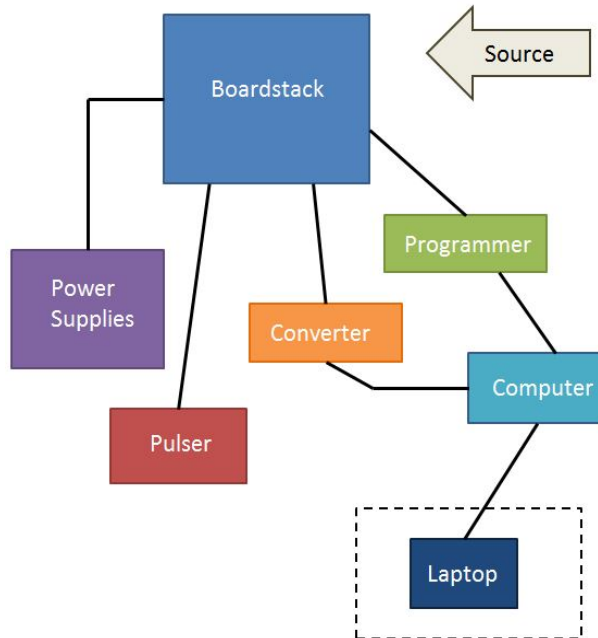 Boardstack
Source
Programmer
Power
Supplies
Converter
Computer
Pulser
Laptop